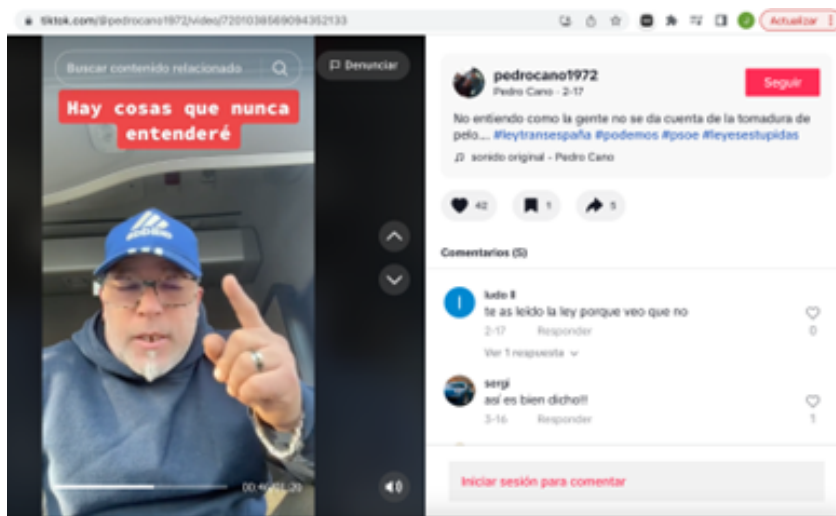 tiktok.com/@pedrocano1972/video/7201038569094352133
Actualizar
Buscar contenido relacionado
Denunciar
Hay cosas que nunca
entenderé
pedrocano1972
Pedro Cano · 2-17
Seguir
No entiendo como la gente no se da cuenta de la tomadura de
pelo.... #leytransespaña #podemos #psoe #leyesestupidas
sonido original - Pedro Cano
42
1
5
Comentarios (5)
ludo ll
te as leído la ley porque veo que no
2-17 Responder
0
Ver 1 respuesta
sergi
así es bien dicho!!!
3-16 Responder
1
Iniciar sesión para comentar